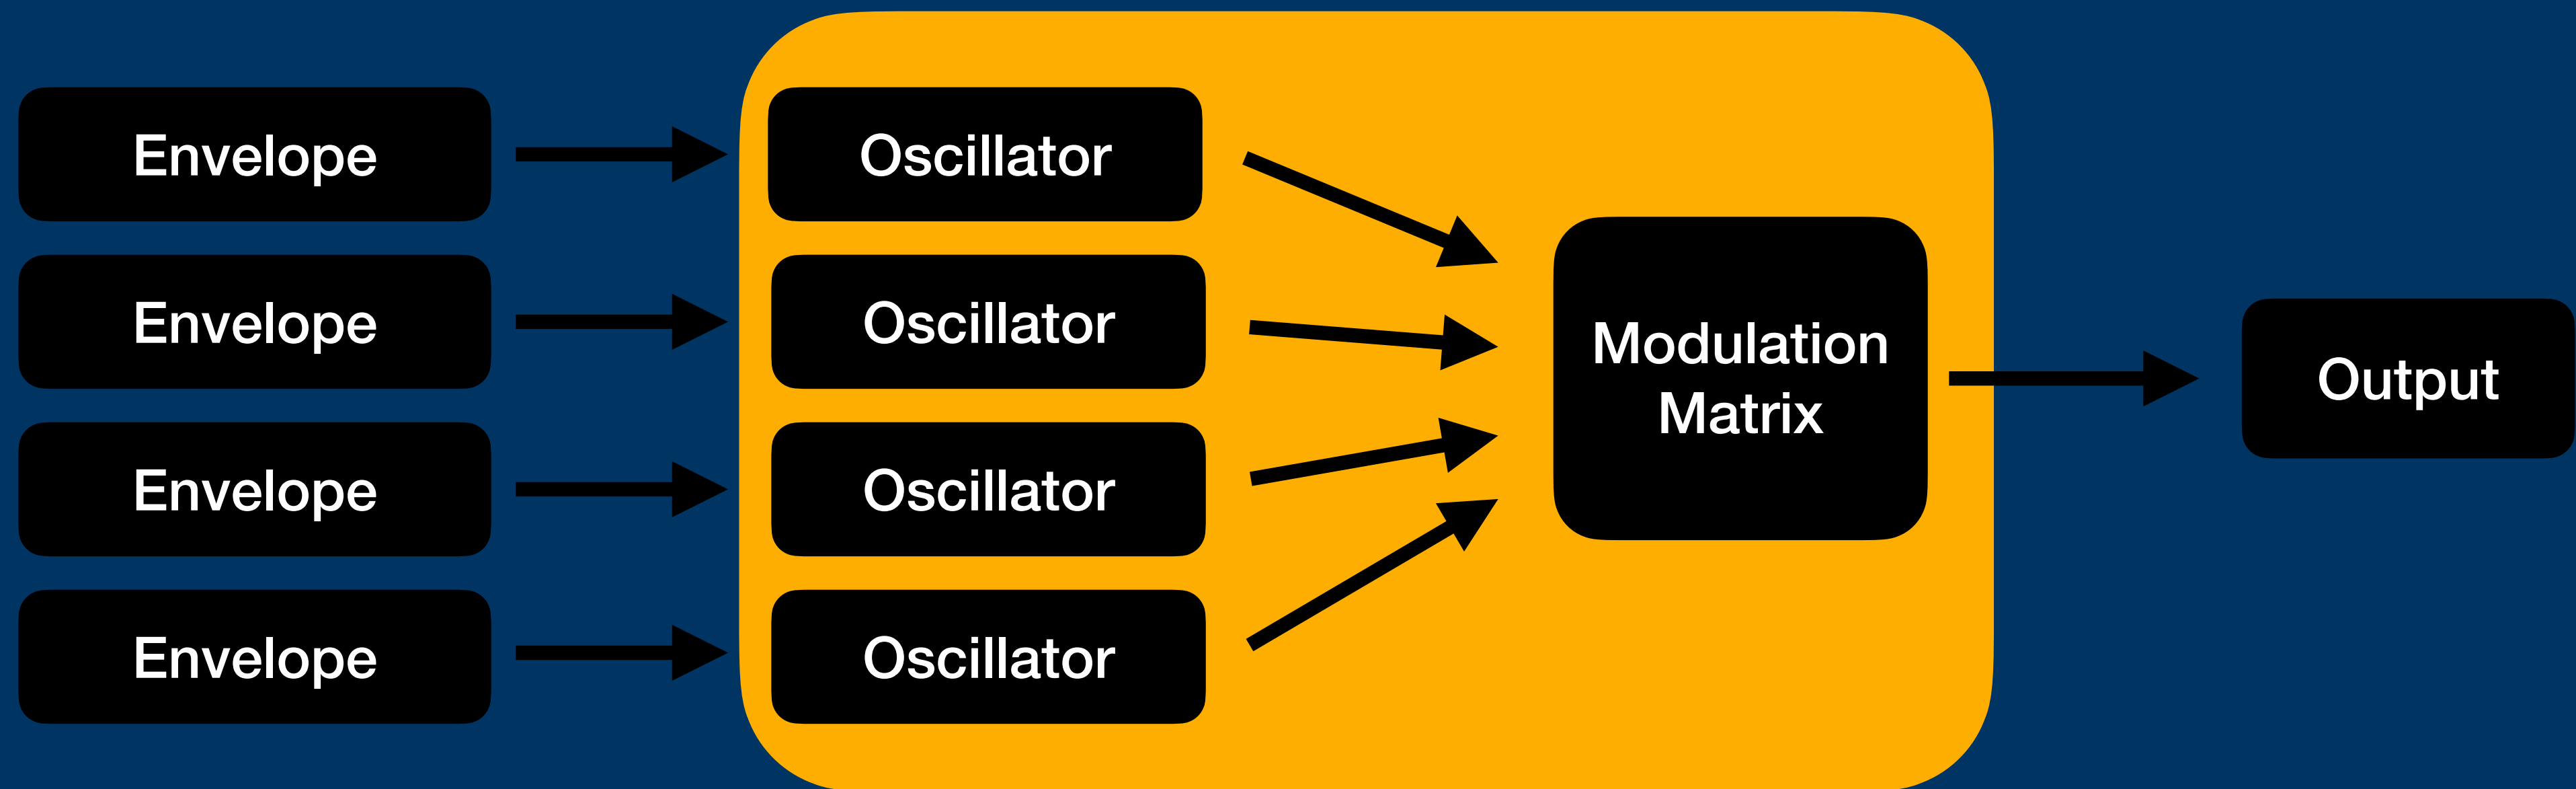 Envelope
Oscillator
Envelope
Oscillator
Modulation
Matrix
Output
Envelope
Oscillator
Envelope
Oscillator